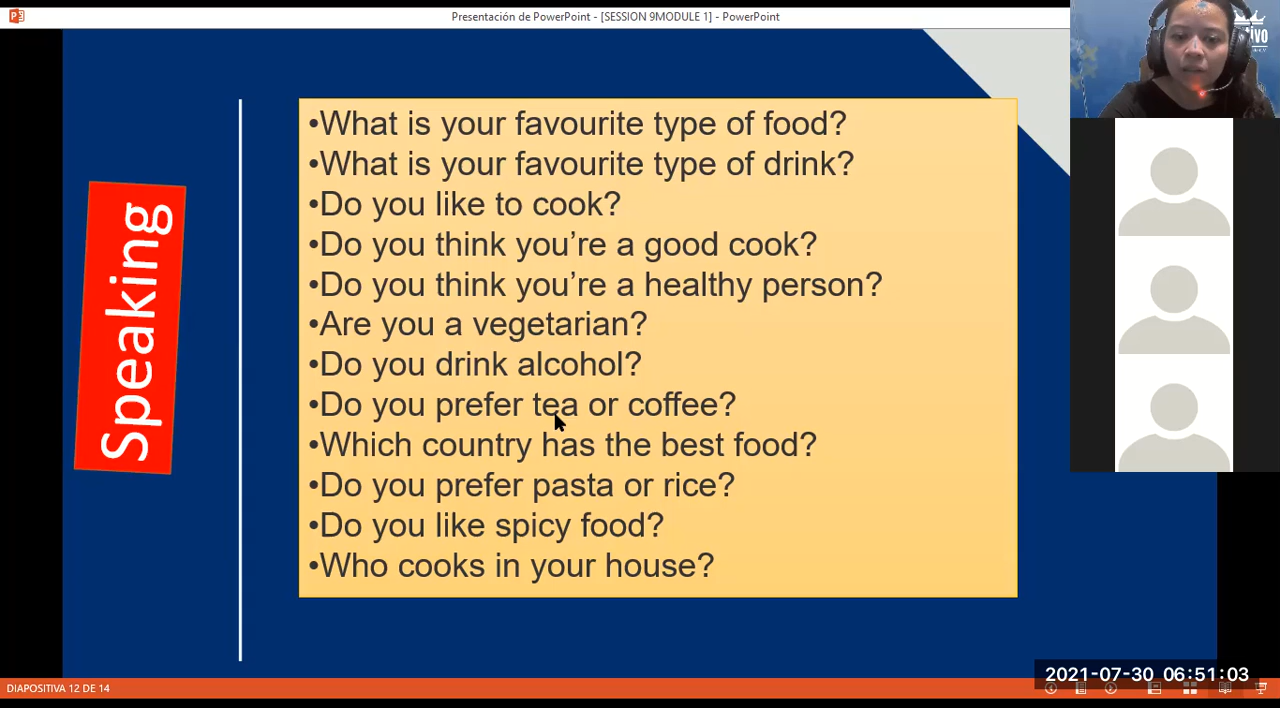 Presentación de PowerPoint - [SESSION 9MODULE 1] - PowerPoint
Speaking
•What is your favourite type of food?
•What is your favourite type of drink?
•Do you like to cook?
•Do you think you’re a good cook?
•Do you think you’re a healthy person?
•Are you a vegetarian?
•Do you drink alcohol?
•Do you prefer tea or coffee?
•Which country has the best food?
•Do you prefer pasta or rice?
•Do you like spicy food?
•Who cooks in your house?
2021-07-30 06:51:03
DIAPOSITIVA 12 DE 14